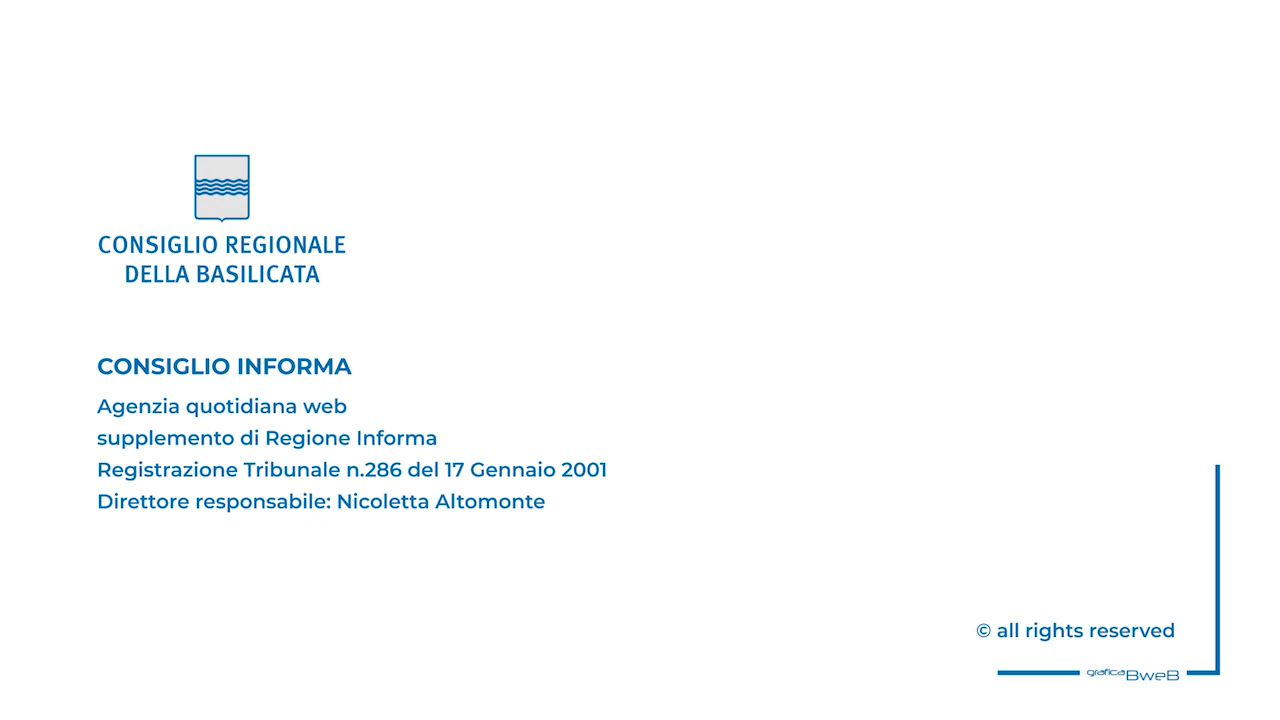 CONSIGLIO REGIONALE
DELLA BASILICATA
CONSIGLIO INFORMA
Agenzia quotidiana web
supplemento di Regione Informa
Registrazione Tribunale n.286 del 17 Gennaio 2001
Direttore responsabile: Nicoletta Altomonte
© all rights reserved
grafica BweB